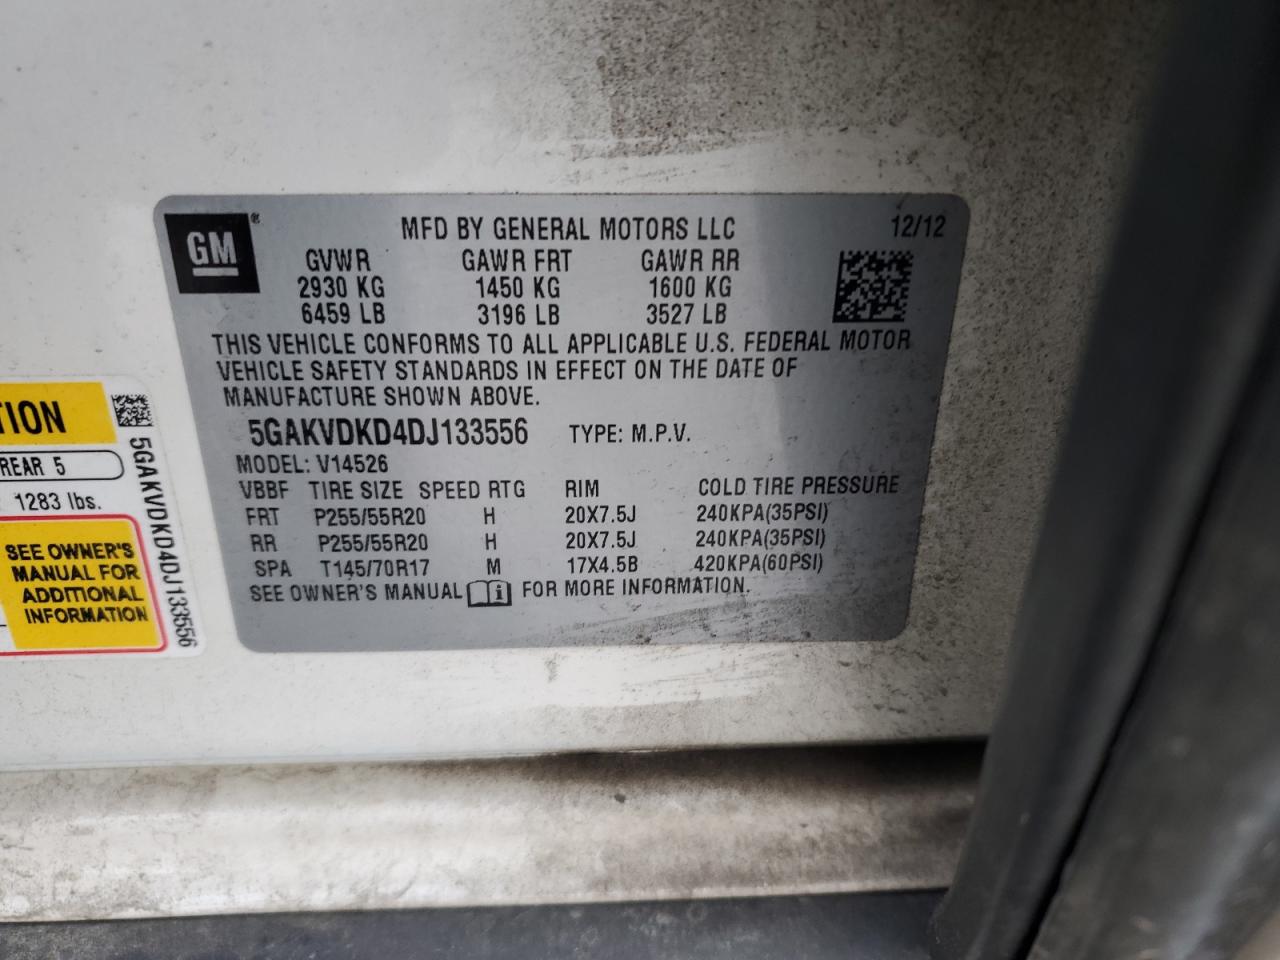 GM ®
MFD BY GENERAL MOTORS LLC 12/12
GVWR GAWR FRT GAWR RR
2930 KG 1450 KG 1600 KG
6459 LB 3196 LB 3527 LB
THIS VEHICLE CONFORMS TO ALL APPLICABLE U.S. FEDERAL MOTOR
VEHICLE SAFETY STANDARDS IN EFFECT ON THE DATE OF
MANUFACTURE SHOWN ABOVE.
5GAKVDKD4DJ133556 TYPE: M.P.V.
MODEL: V14526
VBBF TIRE SIZE SPEED RTG RIM COLD TIRE PRESSURE
FRT P255/55R20 H 20X7.5J 240KPA(35PSI)
RR P255/55R20 H 20X7.5J 240KPA(35PSI)
SPA T145/70R17 M 17X4.5B 420KPA(60PSI)
SEE OWNER'S MANUAL i FOR MORE INFORMATION.
TION
REAR 5
1283 lbs.
SEE OWNER'S
MANUAL FOR
ADDITIONAL
INFORMATION
5GAKVDKD4DJ133556